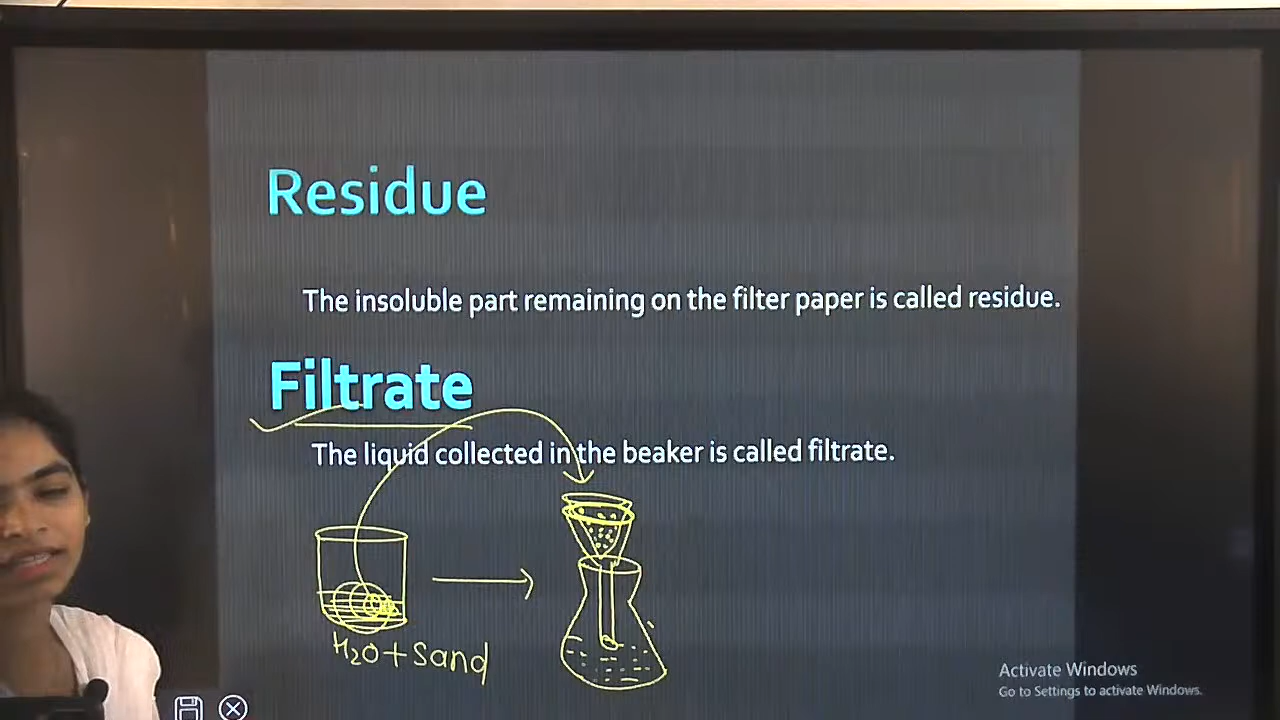 Residue
The insoluble part remaining on the filter paper is called residue.
Filtrate
The liquid collected in the beaker is called filtrate.
H₂O + Sand
Activate Windows
Go to Settings to activate Windows.